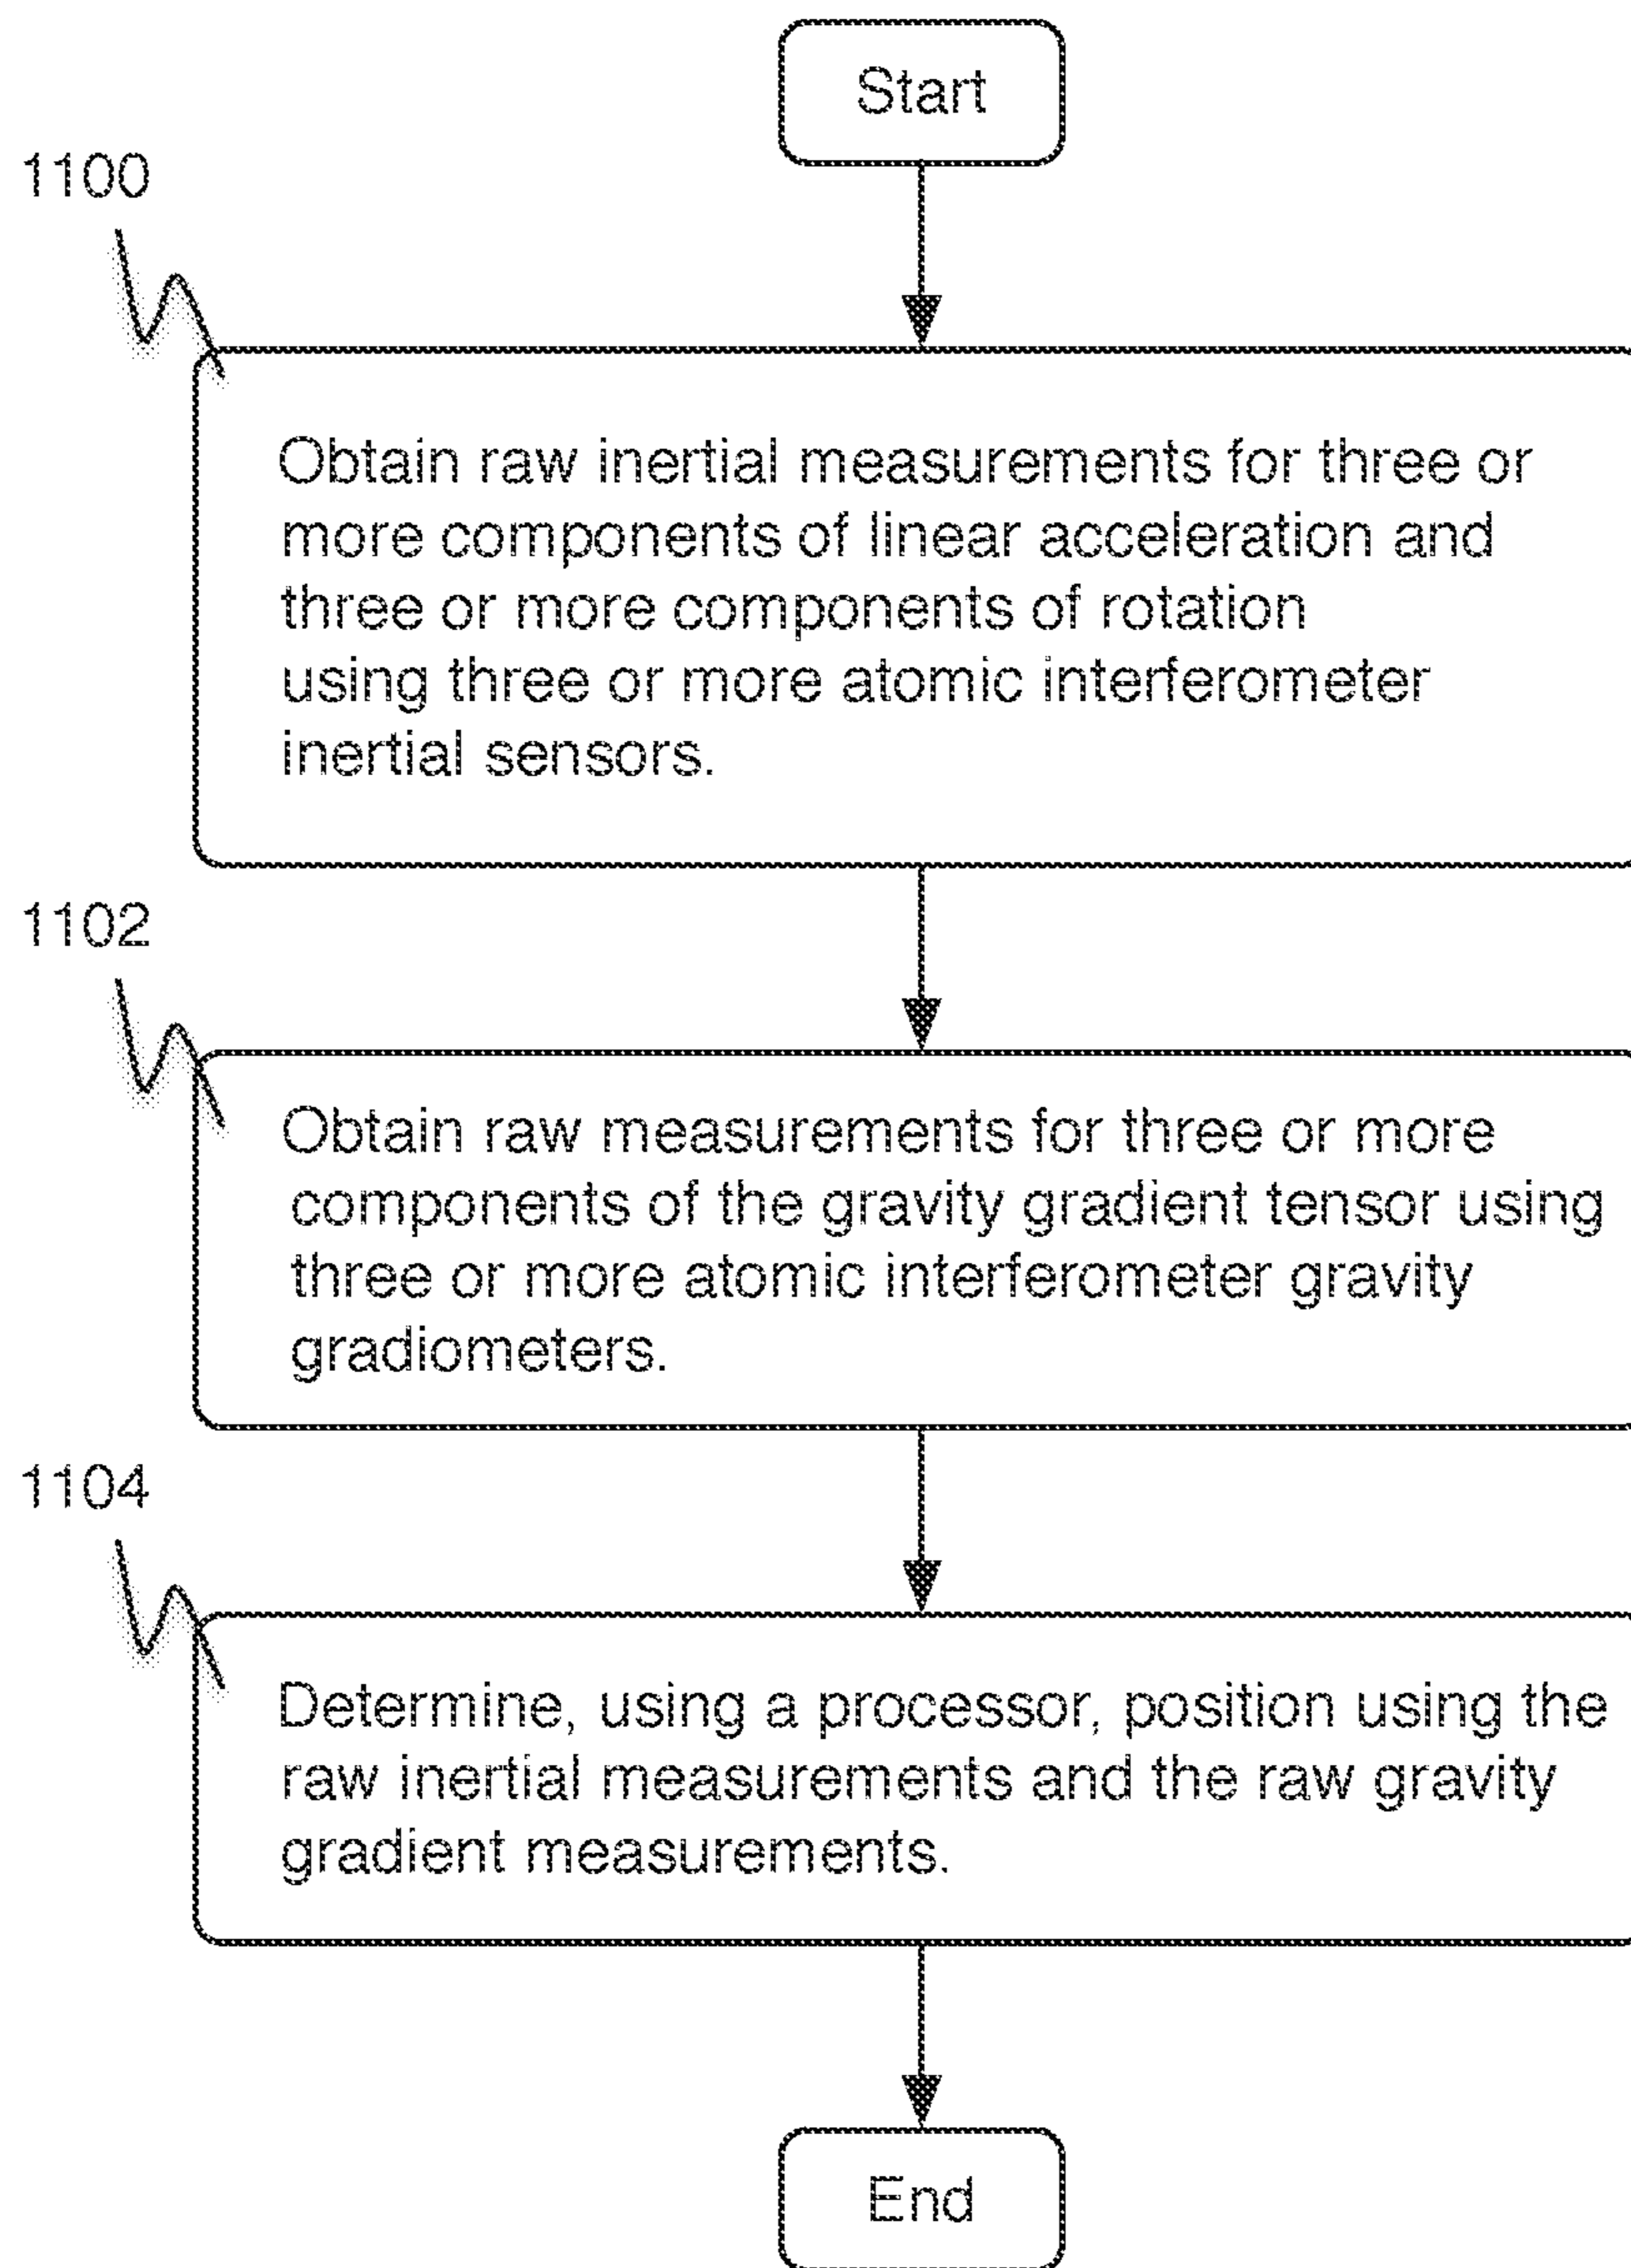 Start
1100
Obtain raw inertial measurements for three or
more components of linear acceleration and
three or more components of rotation
using three or more atomic interferometer
inertial sensors.
1102
Obtain raw measurements for three or more
components of the gravity gradient tensor using
three or more atomic interferometer gravity
gradiometers.
1104
Determine, using a processor, position using the
raw inertial measurements and the raw gravity
gradient measurements.
End